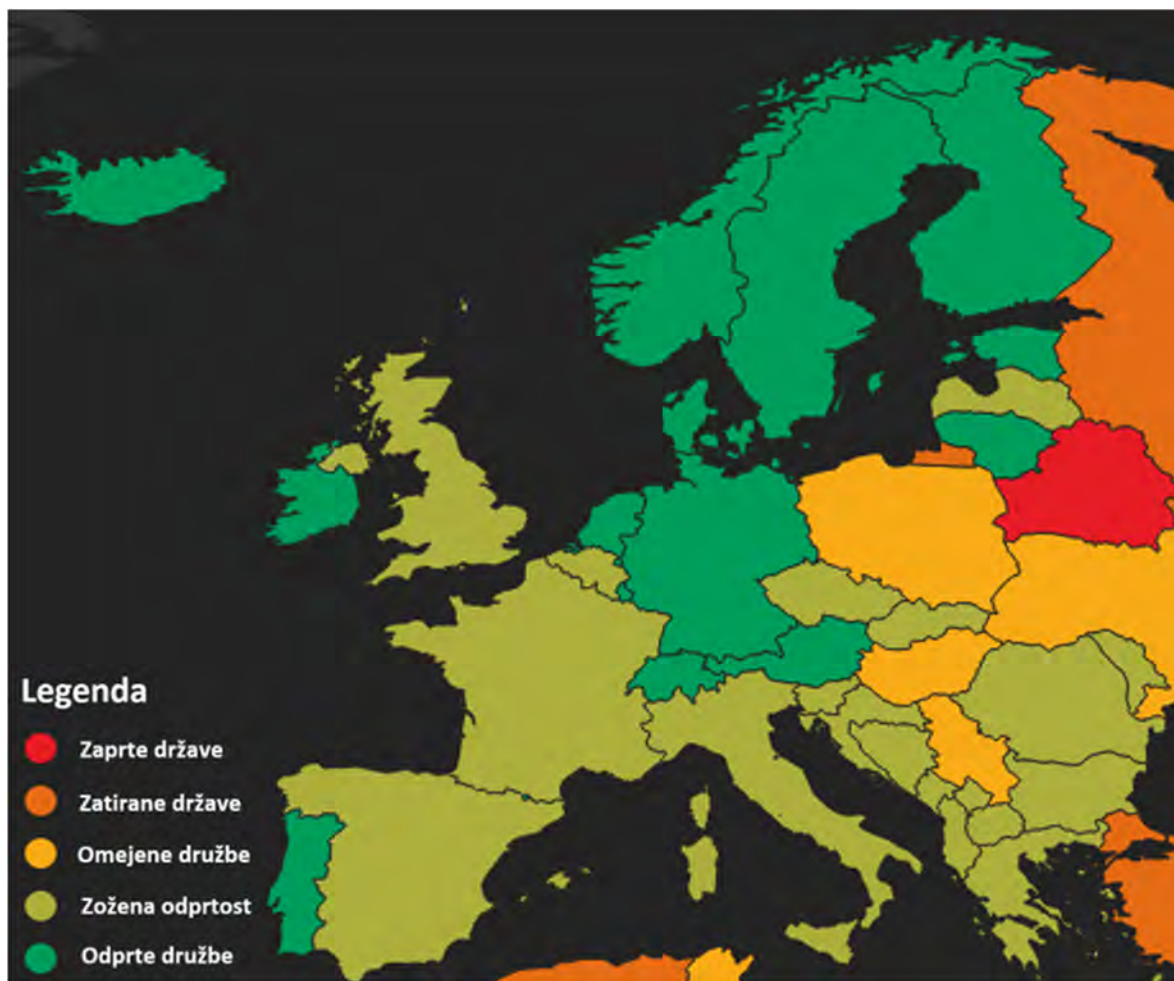 Legenda
Zaprte države
Zatirane države
Omejene družbe
Zožena odprtost
Odprte družbe